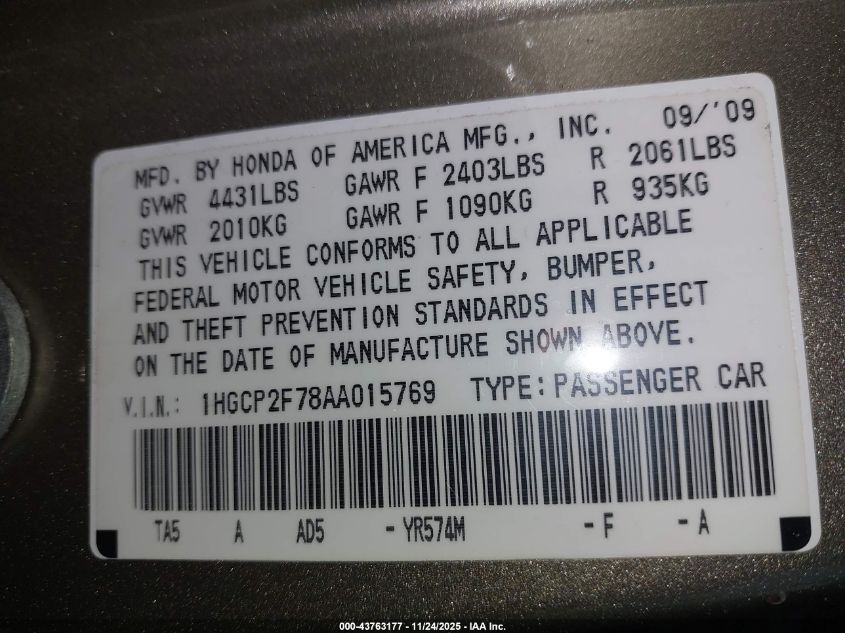 MFD. BY HONDA OF AMERICA MFG., INC. 09/'09
GVWR 4431LBS GAWR F 2403LBS R 2061LBS
GVWR 2010KG GAWR F 1090KG R 935KG
THIS VEHICLE CONFORMS TO ALL APPLICABLE
FEDERAL MOTOR VEHICLE SAFETY, BUMPER,
AND THEFT PREVENTION STANDARDS IN EFFECT
ON THE DATE OF MANUFACTURE SHOWN ABOVE.
V.I.N.: 1HGCP2F78AA015769 TYPE: PASSENGER CAR
TA5 A AD5 - YR574M - F - A
000-43763177 - 11/24/2025 - IAA Inc.